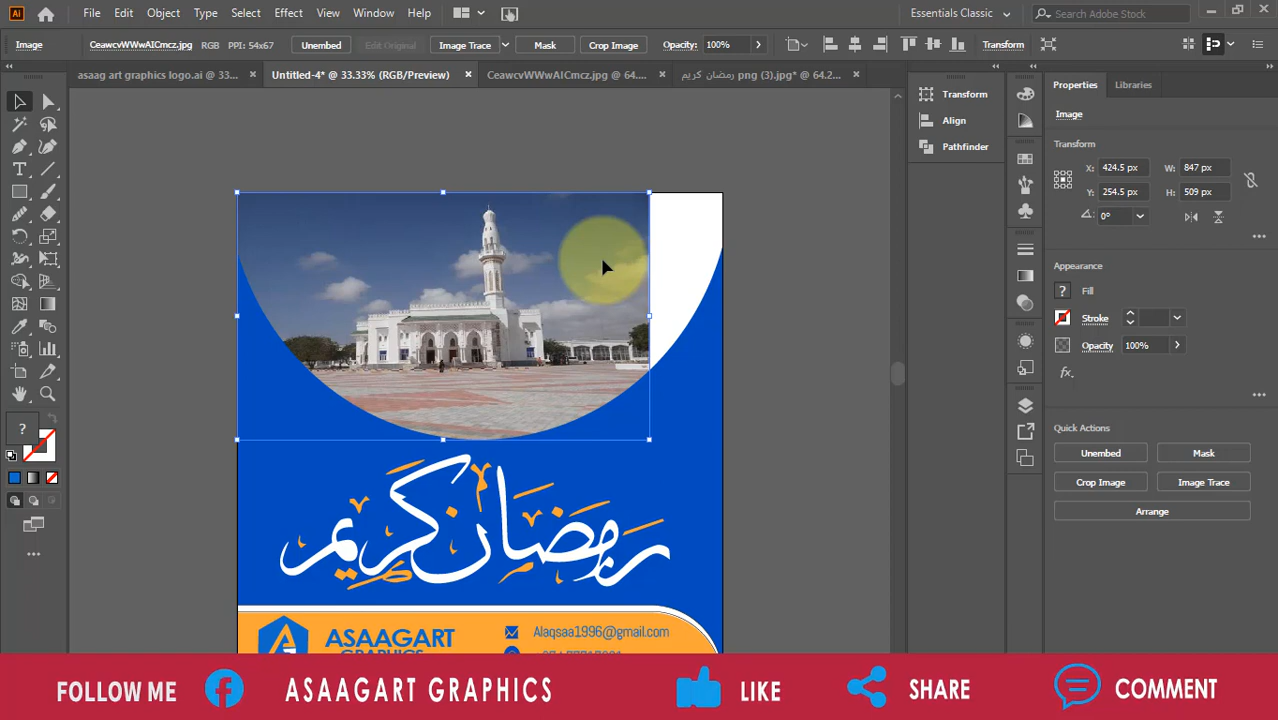 Ai File Edit Object Type Select Effect View Window Help Essentials Classic Search Adobe Stock
Image CeawcvWWwAICmcz.jpg RGB PPI: 54x67 Unembed Edit Original Image Trace Mask Crop Image Opacity: 100% Transform
asaag art graphics logo.ai @ 33... Untitled-4* @ 33.33% (RGB/Preview) CeawcvWWwAICmcz.jpg @ 64.... رمضان كريم png (3).jpg* @ 64.2...
Transform
Align
Pathfinder
Properties Libraries
Image
Transform
X: 424.5 px W: 847 px
Y: 254.5 px H: 509 px
0°
Appearance
? Fill
Stroke
Opacity 100%
fx.
Quick Actions
Unembed Mask
Crop Image Image Trace
Arrange
?
رمضان كريم
ASAAGART
Alaqsaa1996@gmail.com
FOLLOW ME ASAAGART GRAPHICS LIKE SHARE COMMENT